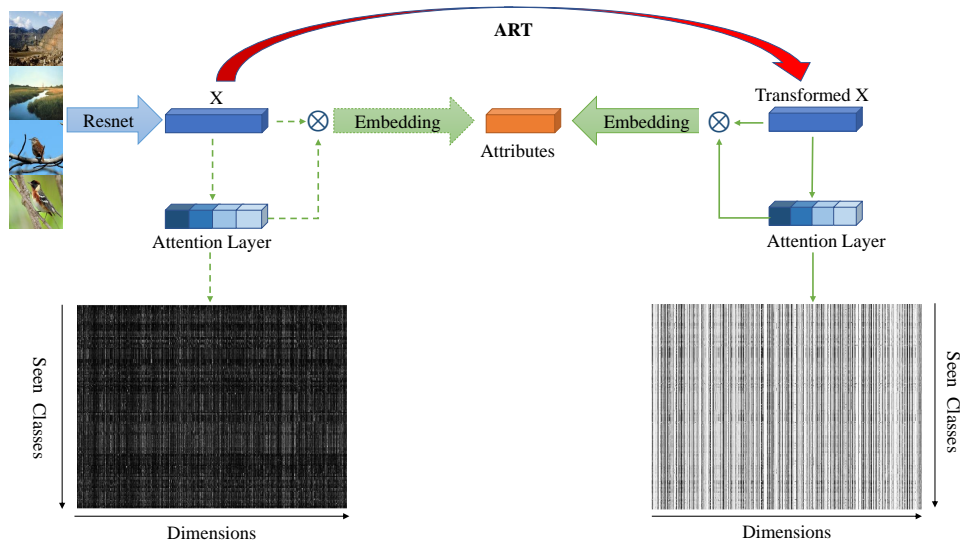 ART
X
Transformed X
Resnet
Embedding
Embedding
Attributes
Attention Layer
Attention Layer
Seen Classes
Seen Classes
Dimensions
Dimensions